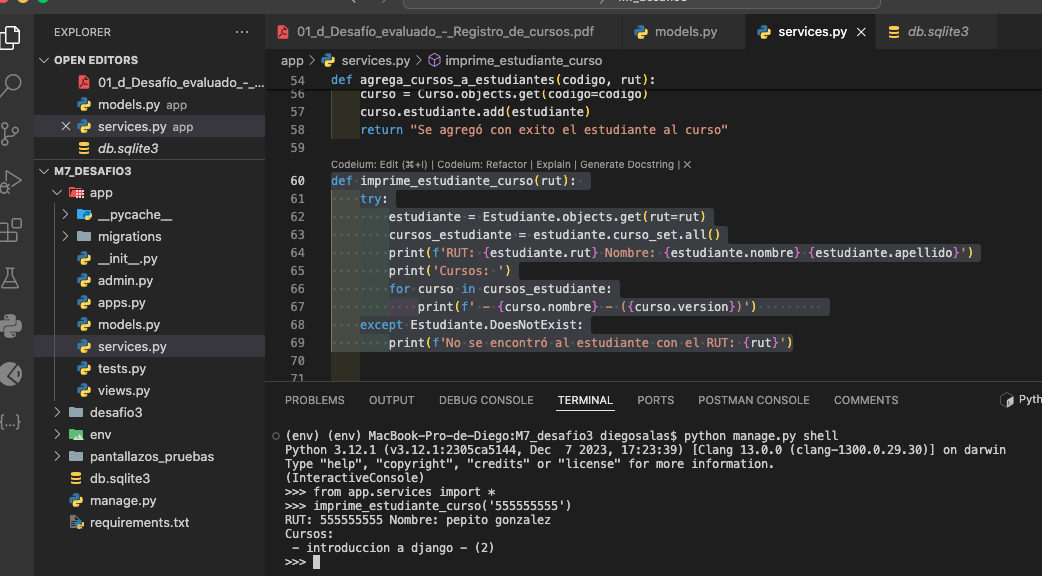 m7_desafio3
EXPLORER
OPEN EDITORS
01_d_Desafío_evaluado_-_...
models.py app
services.py app
db.sqlite3
M7_DESAFIO3
app
__pycache__
migrations
__init__.py
admin.py
apps.py
models.py
services.py
tests.py
views.py
desafio3
env
pantallazos_pruebas
db.sqlite3
manage.py
requirements.txt
01_d_Desafío_evaluado_-_Registro_de_cursos.pdf
models.py
services.py
db.sqlite3
app > services.py > imprime_estudiante_curso
54 def agrega_cursos_a_estudiantes(codigo, rut):
56 curso = Curso.objects.get(codigo=codigo)
57 curso.estudiante.add(estudiante)
58 return "Se agregó con exito el estudiante al curso"
59
Codeium: Edit (⌘+I) | Codeium: Refactor | Explain | Generate Docstring | ×
60 def imprime_estudiante_curso(rut):
61 try:
62 estudiante = Estudiante.objects.get(rut=rut)
63 cursos_estudiante = estudiante.curso_set.all()
64 print(f'RUT: {estudiante.rut} Nombre: {estudiante.nombre} {estudiante.apellido}')
65 print('Cursos: ')
66 for curso in cursos_estudiante:
67 print(f' - {curso.nombre} - ({curso.version})')
68 except Estudiante.DoesNotExist:
69 print(f'No se encontró al estudiante con el RUT: {rut}')
70
71
PROBLEMS OUTPUT DEBUG CONSOLE TERMINAL PORTS POSTMAN CONSOLE COMMENTS
Pyth
(env) (env) MacBook-Pro-de-Diego:M7_desafio3 diegosalas$ python manage.py shell
Python 3.12.1 (v3.12.1:2305ca5144, Dec  7 2023, 17:23:39) [Clang 13.0.0 (clang-1300.0.29.30)] on darwin
Type "help", "copyright", "credits" or "license" for more information.
(InteractiveConsole)
>>> from app.services import *
>>> imprime_estudiante_curso('555555555')
RUT: 555555555 Nombre: pepito gonzalez
Cursos:
 - introduccion a django - (2)
>>>